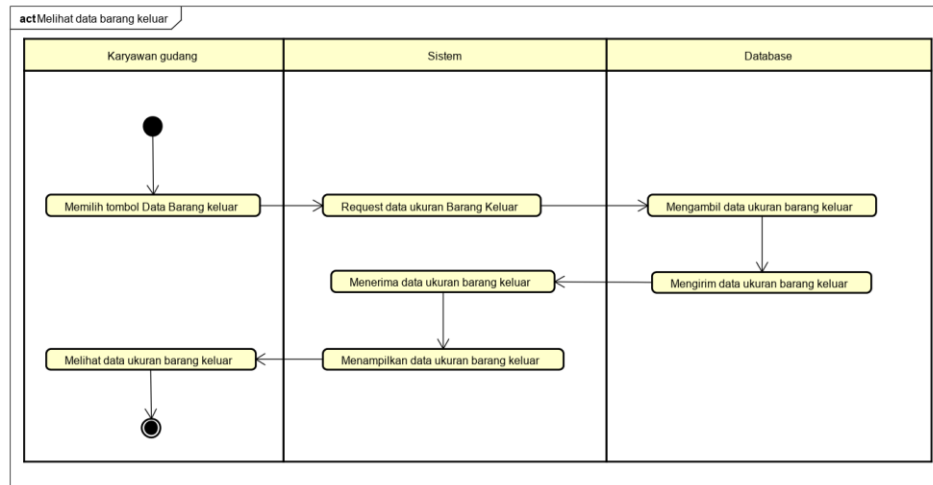 act Melihat data barang keluar
Karyawan gudang
Sistem
Database
Memilih tombol Data Barang keluar
Request data ukuran Barang Keluar
Mengambil data ukuran barang keluar
Menerima data ukuran barang keluar
Mengirim data ukuran barang keluar
Melihat data ukuran barang keluar
Menampilkan data ukuran barang keluar